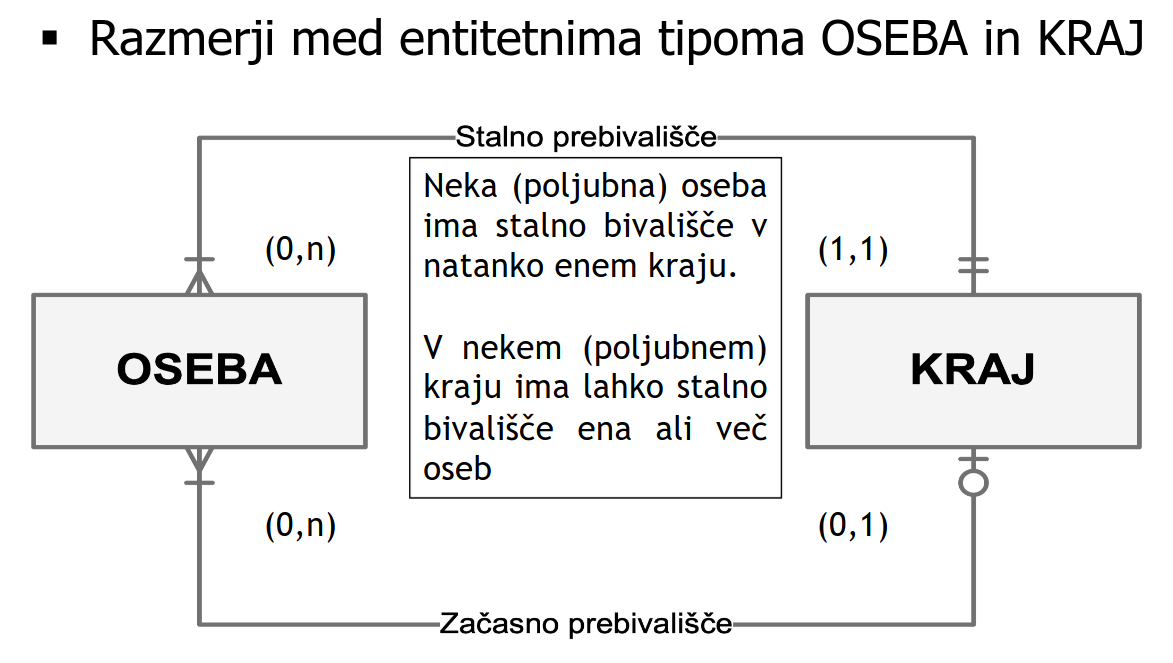 ▪ Razmerji med entitetnima tipoma OSEBA in KRAJ
Stalno prebivališče
Neka (poljubna) oseba
ima stalno bivališče v
natanko enem kraju.
V nekem (poljubnem)
kraju ima lahko stalno
bivališče ena ali več
oseb
(0,n)
(1,1)
OSEBA
KRAJ
(0,n)
(0,1)
Začasno prebivališče